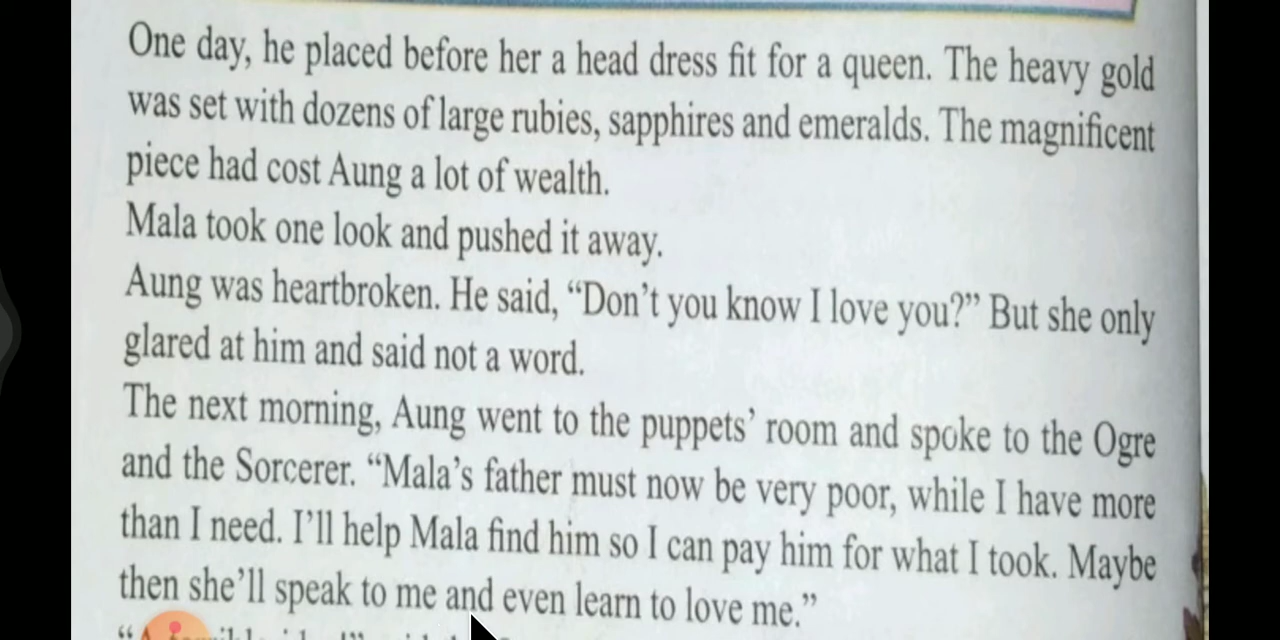 One day, he placed before her a head dress fit for a queen. The heavy gold
was set with dozens of large rubies, sapphires and emeralds. The magnificent
piece had cost Aung a lot of wealth.
Mala took one look and pushed it away.
Aung was heartbroken. He said, “Don’t you know I love you?” But she only
glared at him and said not a word.
The next morning, Aung went to the puppets’ room and spoke to the Ogre
and the Sorcerer. “Mala’s father must now be very poor, while I have more
than I need. I’ll help Mala find him so I can pay him for what I took. Maybe
then she’ll speak to me and even learn to love me.”